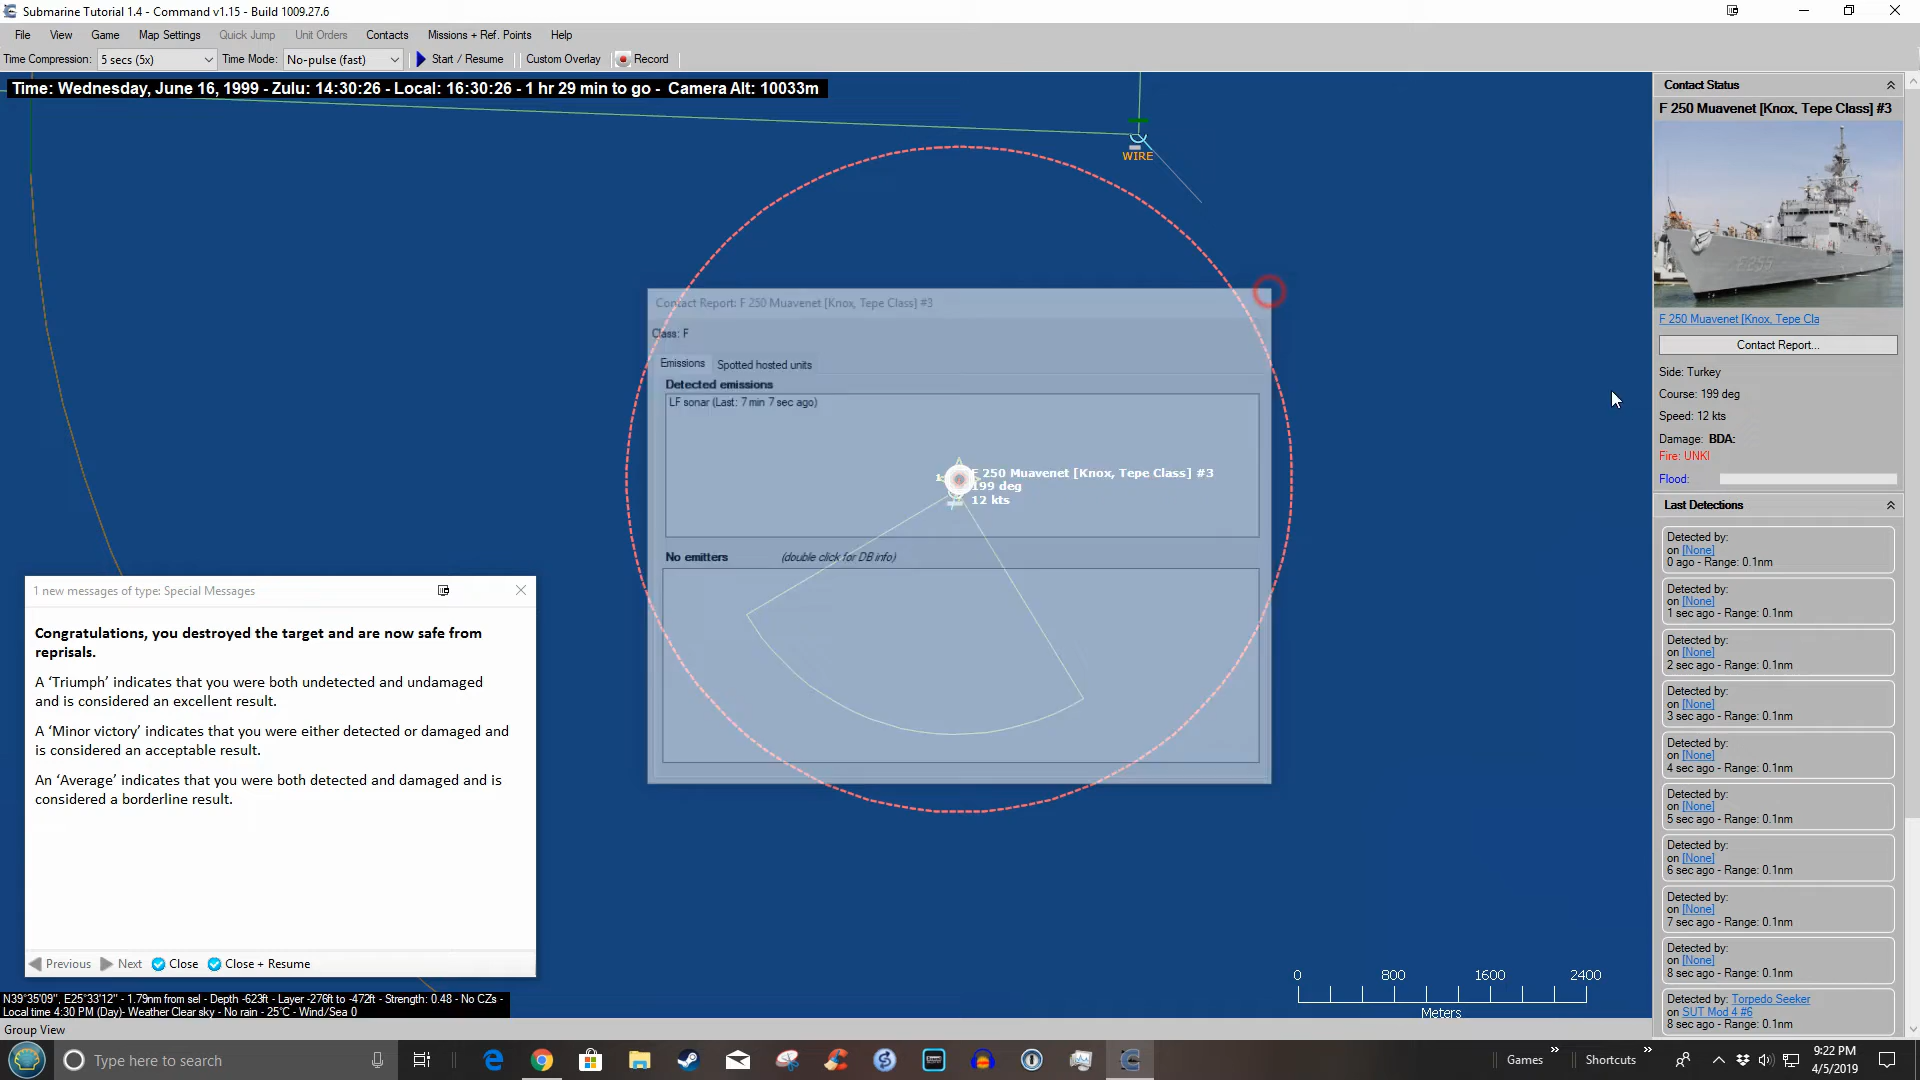 Submarine Tutorial 1.4 - Command v1.15 - Build 1009.27.6
File View Game Map Settings Quick Jump Unit Orders Contacts Missions + Ref. Points Help
Time Compression: 5 secs (5x) Time Mode: No-pulse (fast) Start / Resume Custom Overlay Record
Time: Wednesday, June 16, 1999 - Zulu: 14:30:26 - Local: 16:30:26 - 1 hr 29 min to go - Camera Alt: 10033m
WIRE
Contact Report: F 250 Muavenet [Knox, Tepe Class] #3
Class: F
Emissions Spotted hosted units
Detected emissions
LF sonar (Last: 7 min 7 sec ago)
F 250 Muavenet [Knox, Tepe Class] #3
199 deg
12 kts
No emitters (double click for DB info)
1 new messages of type: Special Messages
Congratulations, you destroyed the target and are now safe from
reprisals.
A ‘Triumph’ indicates that you were both undetected and undamaged
and is considered an excellent result.
A ‘Minor victory’ indicates that you were either detected or damaged and
is considered an acceptable result.
An ‘Average’ indicates that you were both detected and damaged and is
considered a borderline result.
Previous Next Close Close + Resume
N39°35'09", E25°33'12" - 1.79nm from sel - Depth -623ft - Layer -276ft to -472ft - Strength: 0.48 - No CZs -
Local time 4:30 PM (Day)- Weather Clear sky - No rain - 25°C - Wind/Sea 0
Group View
0 800 1600 2400
Meters
Contact Status
F 250 Muavenet [Knox, Tepe Class] #3
F 250 Muavenet [Knox, Tepe Cla
Contact Report...
Side: Turkey
Course: 199 deg
Speed: 12 kts
Damage: BDA:
Fire: UNKI
Flood:
Last Detections
Detected by:
on [None]
0 ago - Range: 0.1nm
Detected by:
on [None]
1 sec ago - Range: 0.1nm
Detected by:
on [None]
2 sec ago - Range: 0.1nm
Detected by:
on [None]
3 sec ago - Range: 0.1nm
Detected by:
on [None]
4 sec ago - Range: 0.1nm
Detected by:
on [None]
5 sec ago - Range: 0.1nm
Detected by:
on [None]
6 sec ago - Range: 0.1nm
Detected by:
on [None]
7 sec ago - Range: 0.1nm
Detected by:
on [None]
8 sec ago - Range: 0.1nm
Detected by: Torpedo Seeker
on SUT Mod 4 #6
8 sec ago - Range: 0.1nm
Type here to search
Games Shortcuts
9:22 PM
4/5/2019